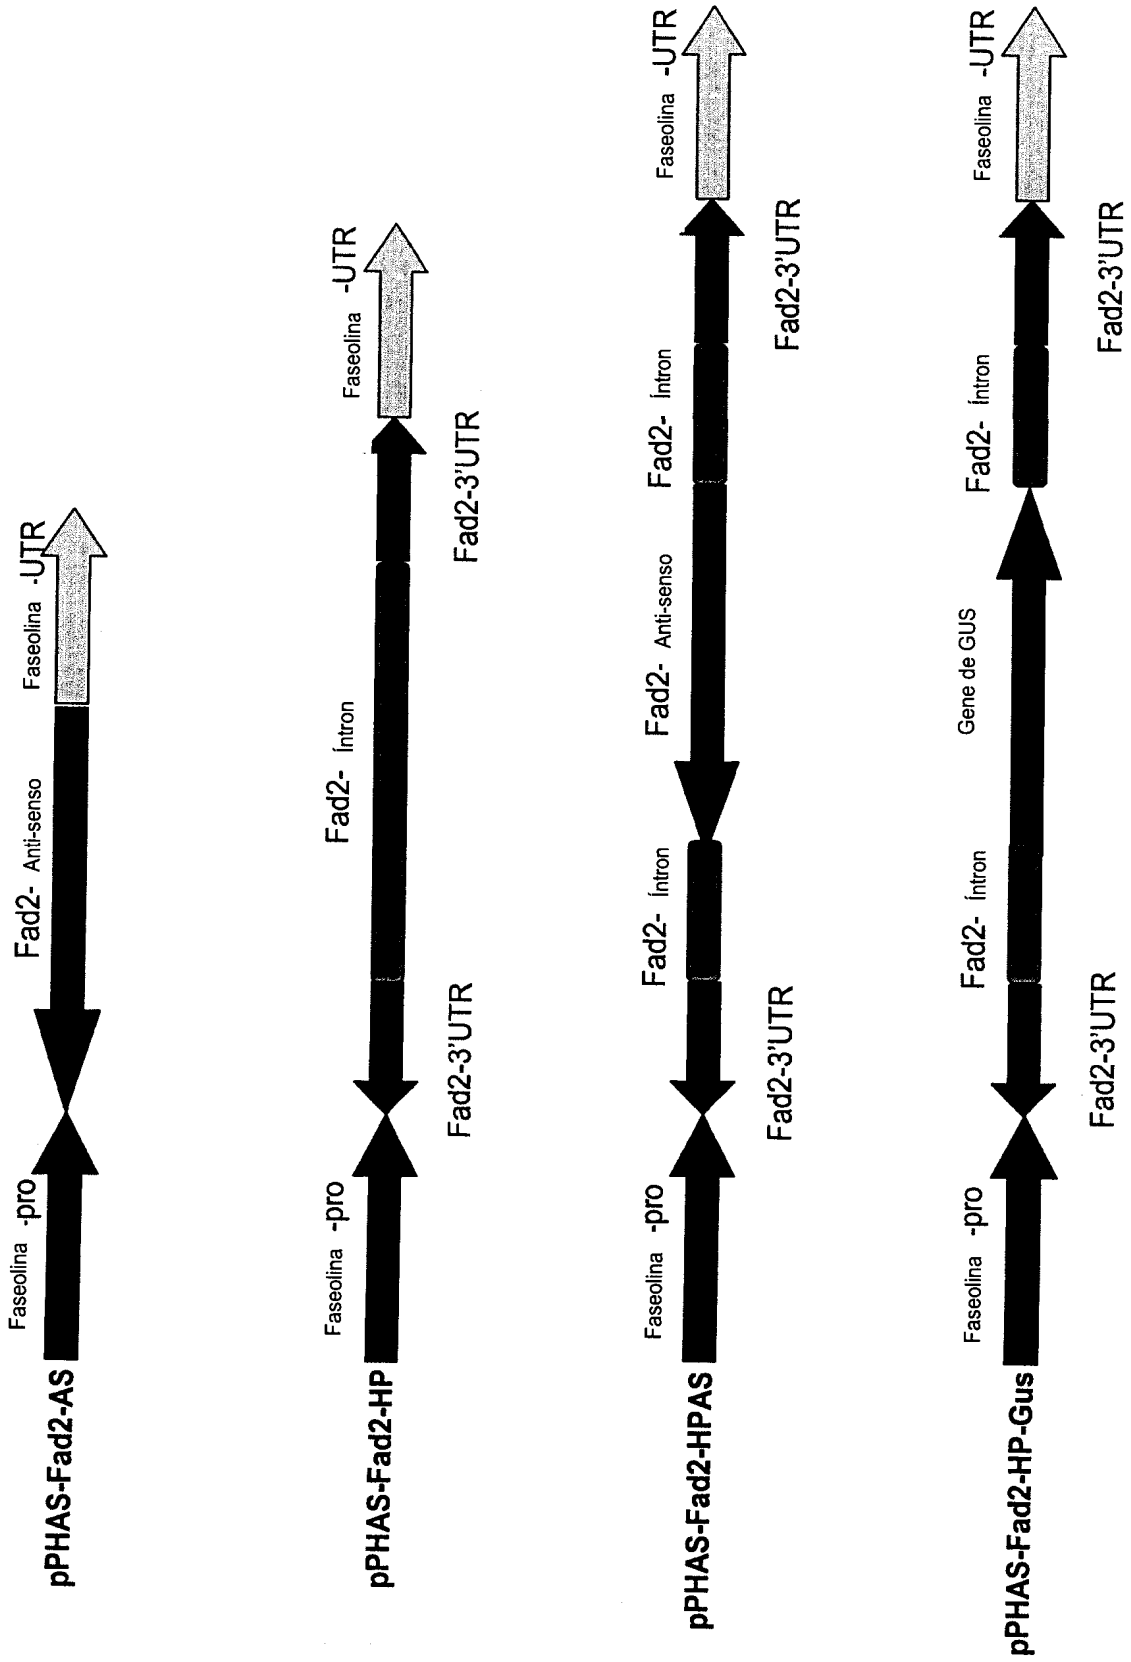 pPHAS-Fad2-AS
Faseolina -pro
Fad2- Anti-senso
Faseolina -UTR
pPHAS-Fad2-HP
Faseolina -pro
Fad2-3'UTR
Fad2- Íntron
Fad2-3'UTR
Faseolina -UTR
pPHAS-Fad2-HPAS
Faseolina -pro
Fad2-3'UTR
Fad2- Íntron
Fad2- Anti-senso
Fad2- Íntron
Fad2-3'UTR
Faseolina -UTR
pPHAS-Fad2-HP-Gus
Faseolina -pro
Fad2-3'UTR
Fad2- Íntron
Gene de GUS
Fad2- Íntron
Fad2-3'UTR
Faseolina -UTR